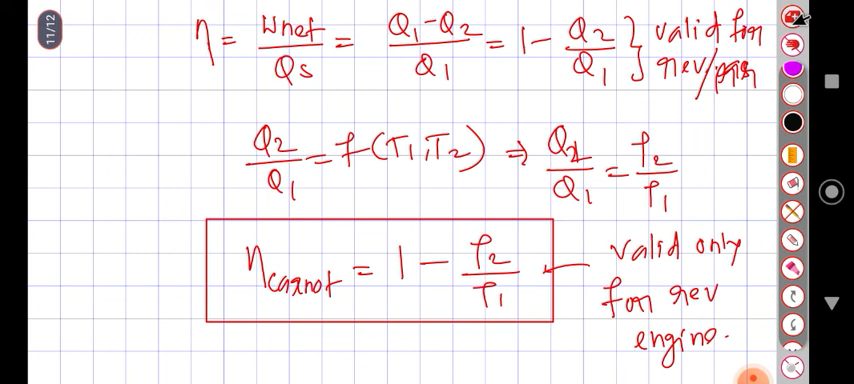 11/12
η = Wnet/Qs = Q1-Q2/Q1 = 1 - Q2/Q1 } valid for
rev/
Q2/Q1 = f(T1,T2) ⇒ Q2/Q1 = T2/T1
ηcarnot = 1 - T2/T1 ← valid only
for rev
engine.